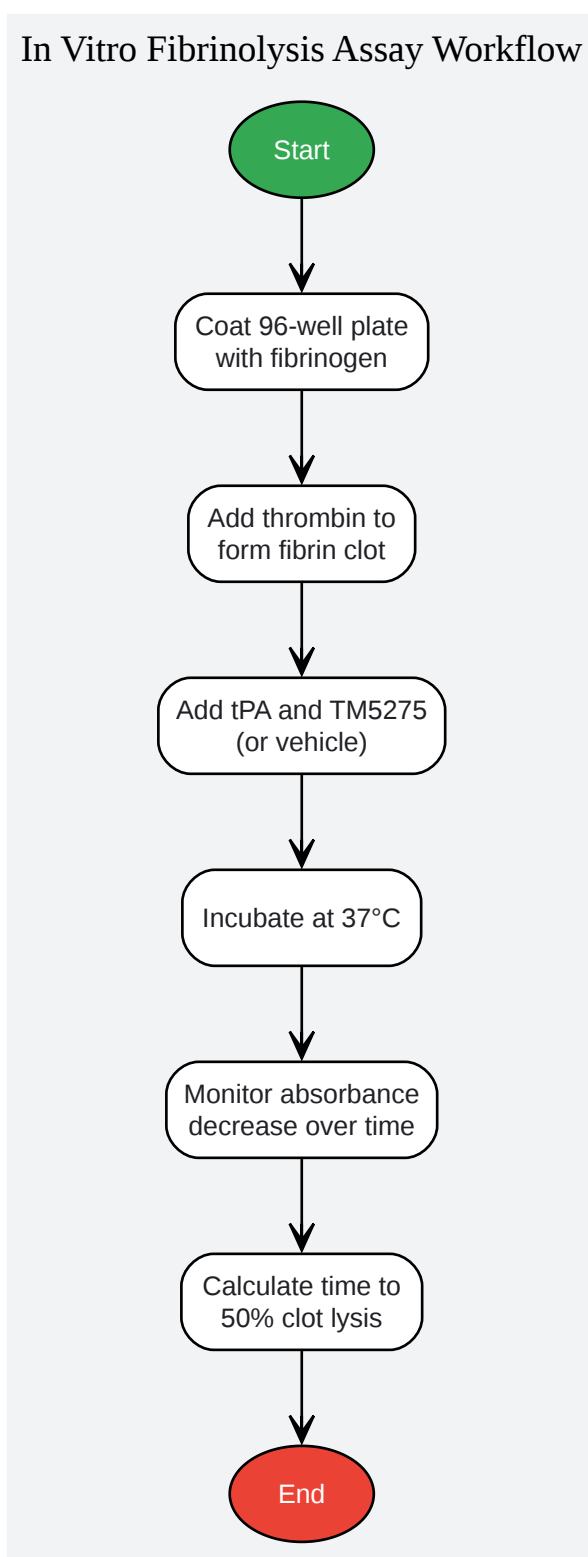 In Vitro Fibrinolysis Assay Workflow
Start
Coat 96-well plate
with fibrinogen
Add thrombin to
form fibrin clot
Add tPA and TM5275
(or vehicle)
Incubate at 37°C
Monitor absorbance
decrease over time
Calculate time to
50% clot lysis
End